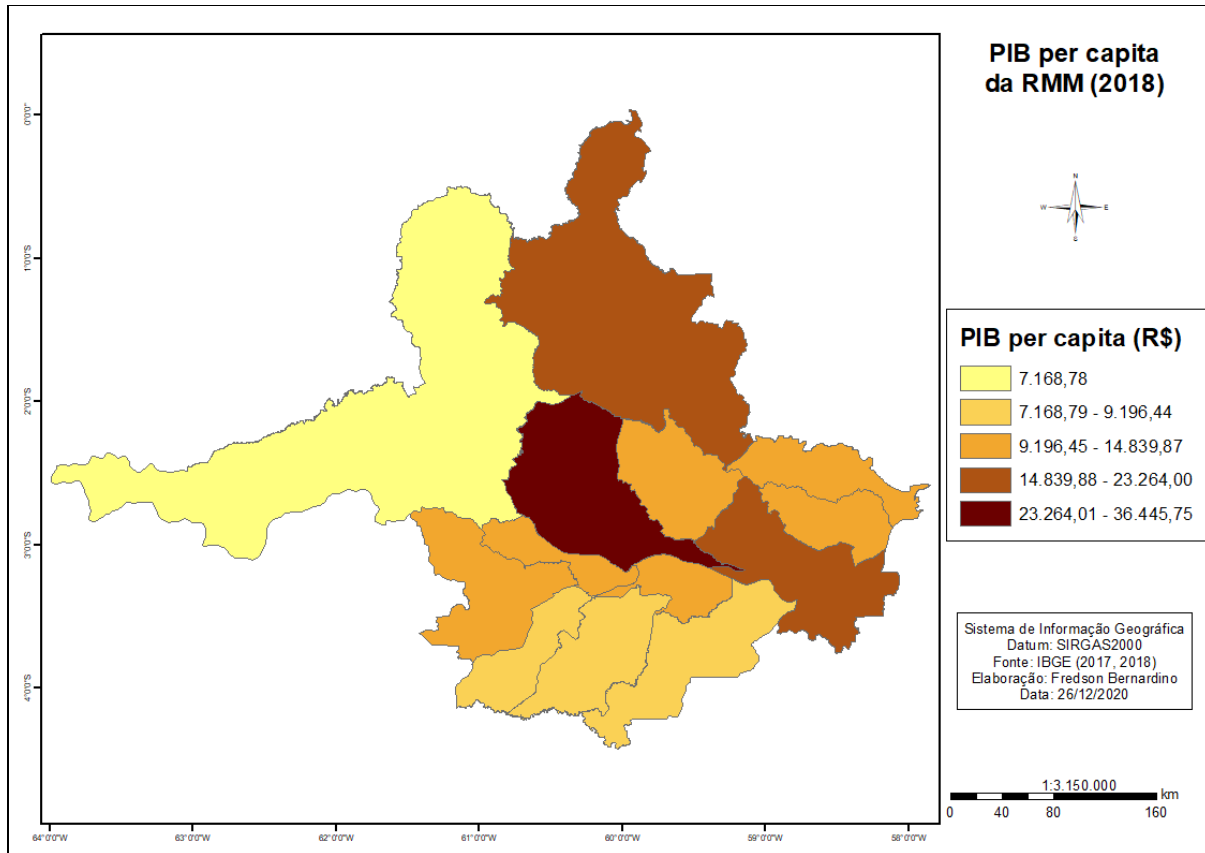 PIB per capita
da RMM (2018)
N
W E
S
PIB per capita (R$)
7.168,78
7.168,79 - 9.196,44
9.196,45 - 14.839,87
14.839,88 - 23.264,00
23.264,01 - 36.445,75
Sistema de Informação Geográfica
Datum: SIRGAS2000
Fonte: IBGE (2017, 2018)
Elaboração: Fredson Bernardino
Data: 26/12/2020
1:3.150.000
km
0 40 80 160
0°0'0"
1°0'0"S
2°0'0"S
3°0'0"S
4°0'0"S
64°0'0"W 63°0'0"W 62°0'0"W 61°0'0"W 60°0'0"W 59°0'0"W 58°0'0"W